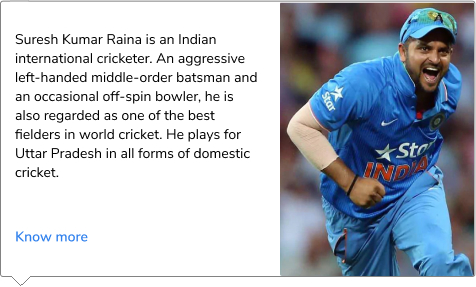 Suresh Kumar Raina is an Indian
international cricketer. An aggressive
left-handed middle-order batsman and
an occasional off-spin bowler, he is
also regarded as one of the best
fielders in world cricket. He plays for
Uttar Pradesh in all forms of domestic
cricket.
Know more
Star
Star
INDIA